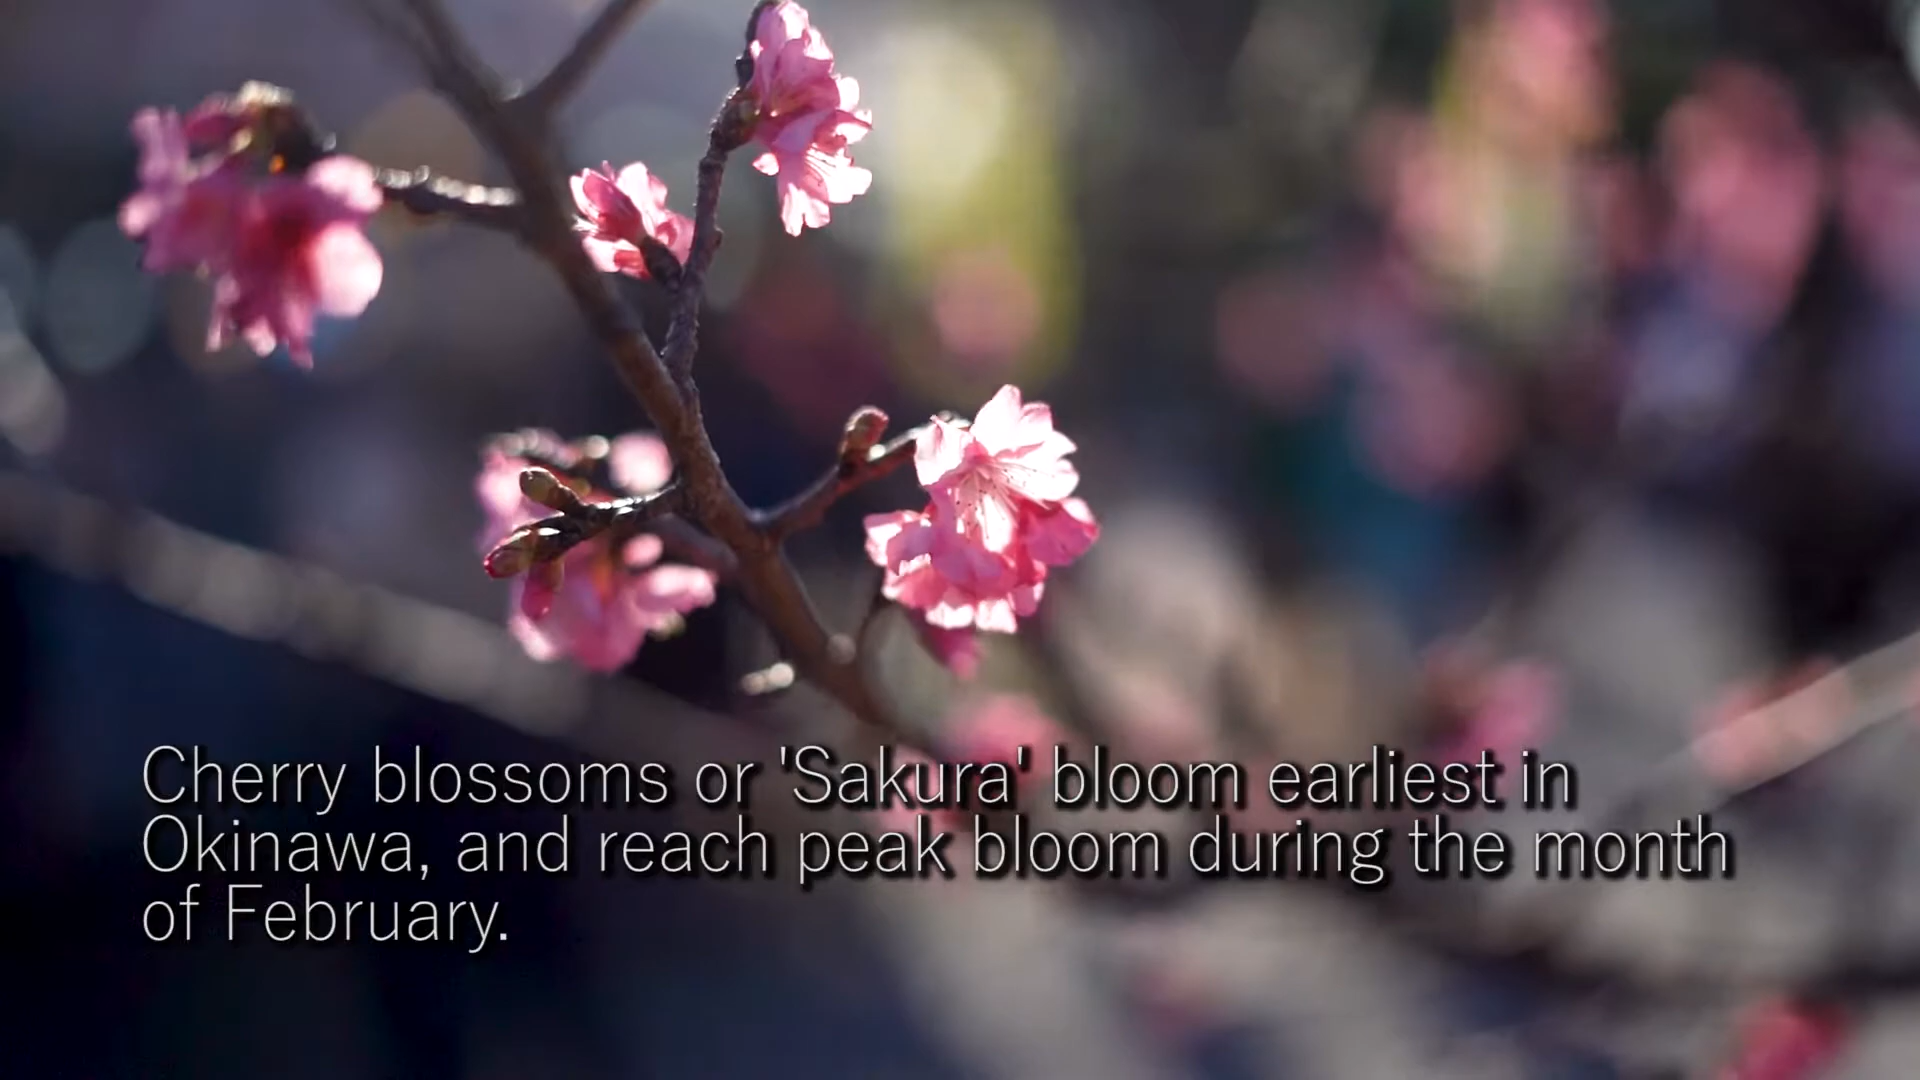 Cherry blossoms or 'Sakura' bloom earliest in
Okinawa, and reach peak bloom during the month
of February.